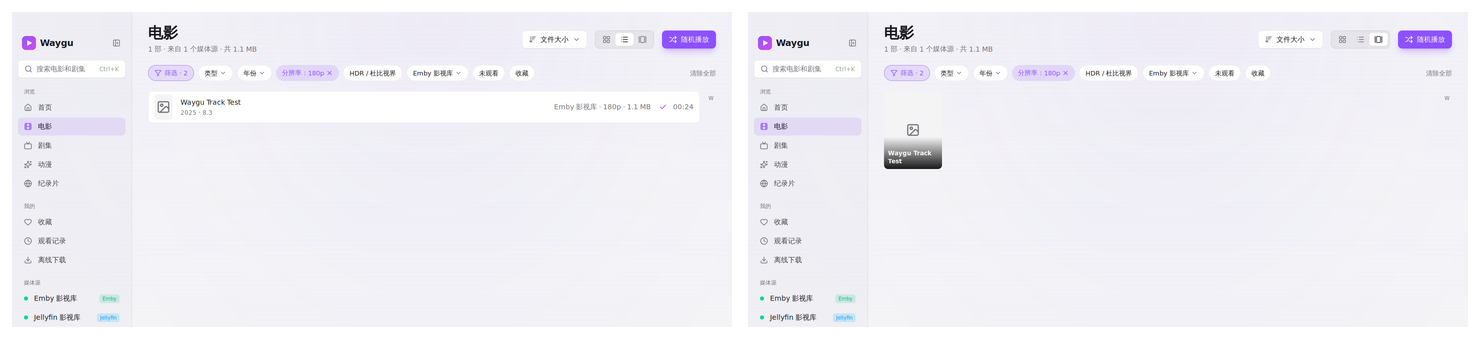 Waygu
搜索电影和剧集 Ctrl+K
浏览
首页
电影
剧集
动漫
纪录片
我的
收藏
观看记录
离线下载
媒体源
Emby 影视库 Emby
Jellyfin 影视库 Jellyfin
电影
1 部 · 来自 1 个媒体源 · 共 1.1 MB
文件大小
随机播放
筛选 · 2 类型 年份 分辨率：180p × HDR / 杜比视界 Emby 影视库 未观看 收藏 清除全部
Waygu Track Test
2025 · 8.3
Emby 影视库 · 180p · 1.1 MB 00:24
W
Waygu
搜索电影和剧集 Ctrl+K
浏览
首页
电影
剧集
动漫
纪录片
我的
收藏
观看记录
离线下载
媒体源
Emby 影视库 Emby
Jellyfin 影视库 Jellyfin
电影
1 部 · 来自 1 个媒体源 · 共 1.1 MB
文件大小
随机播放
筛选 · 2 类型 年份 分辨率：180p × HDR / 杜比视界 Emby 影视库 未观看 收藏 清除全部
Waygu Track
Test
W